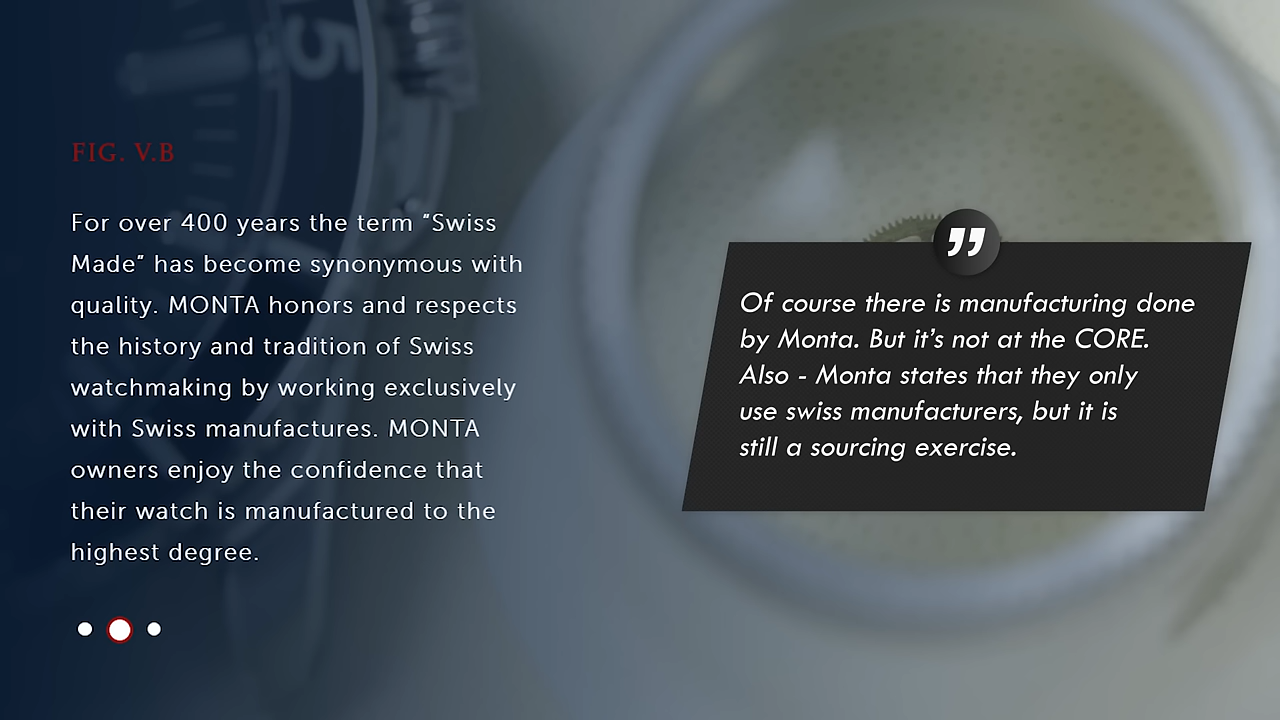 FIG. V.B
For over 400 years the term "Swiss
Made" has become synonymous with
quality. MONTA honors and respects
the history and tradition of Swiss
watchmaking by working exclusively
with Swiss manufactures. MONTA
owners enjoy the confidence that
their watch is manufactured to the
highest degree.
5
”
Of course there is manufacturing done
by Monta. But it’s not at the CORE.
Also - Monta states that they only
use swiss manufacturers, but it is
still a sourcing exercise.